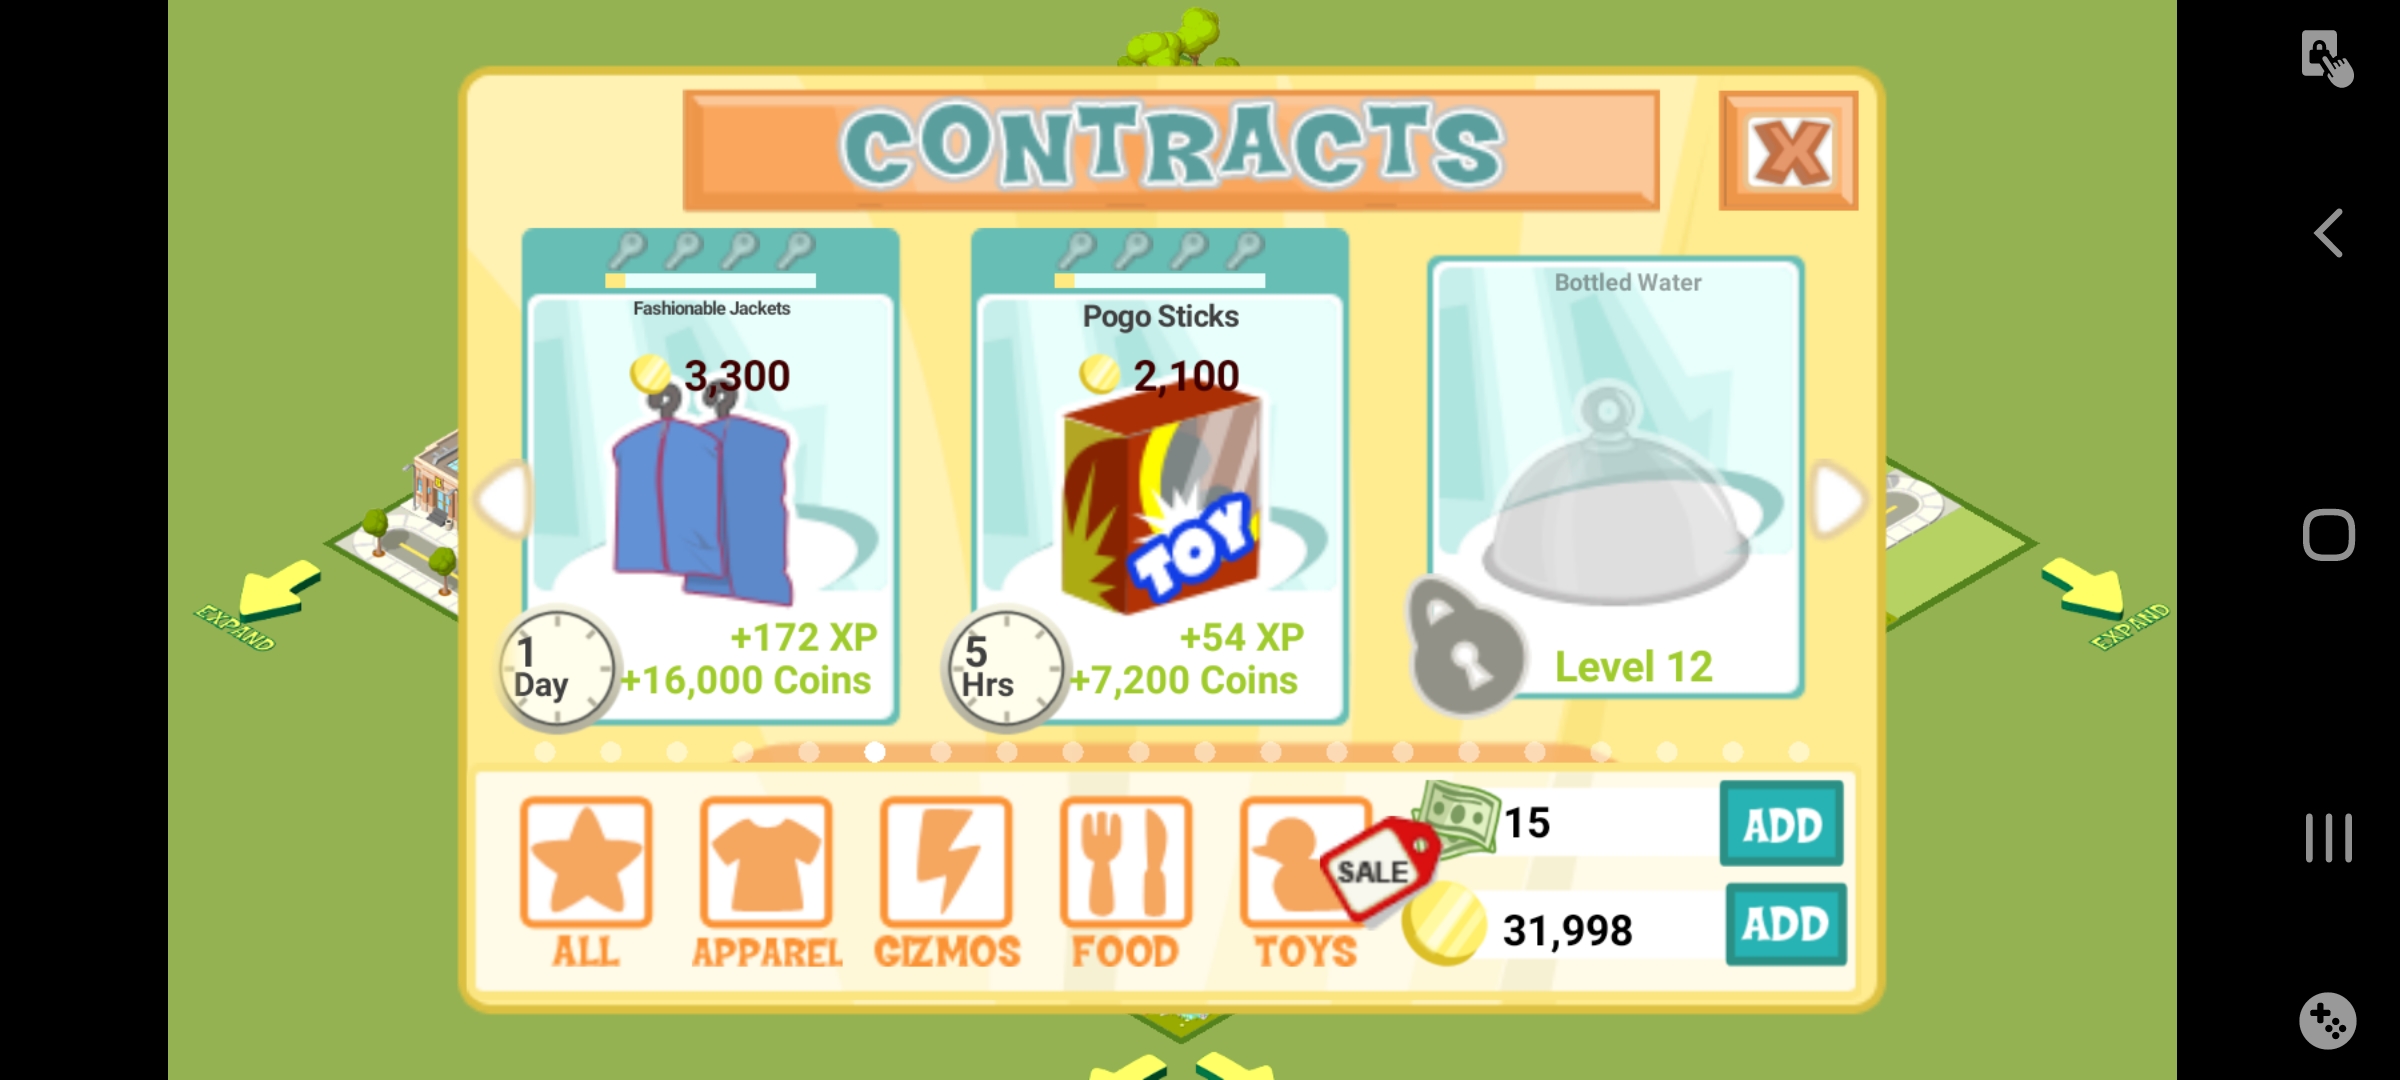 CONTRACTS
X
Fashionable Jackets
3,300
1
Day
+172 XP
+16,000 Coins
Pogo Sticks
2,100
TOY
5
Hrs
+54 XP
+7,200 Coins
Bottled Water
Level 12
EXPAND
EXPAND
ALL
APPAREL
GIZMOS
FOOD
TOYS
SALE
15
ADD
31,998
ADD